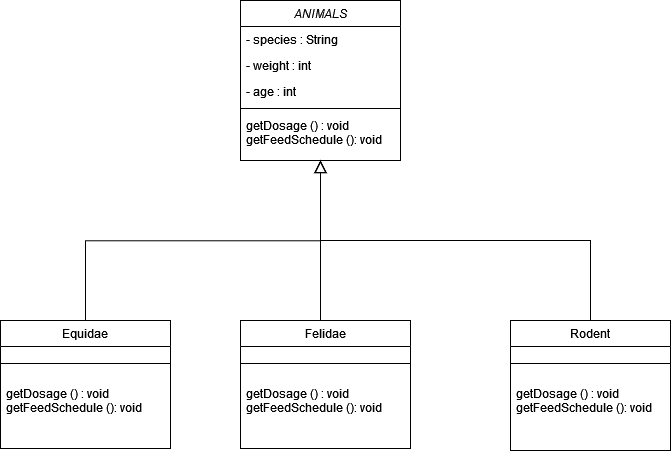 ANIMALS
- species : String
- weight : int
- age : int
getDosage () : void
getFeedSchedule (): void
Equidae
getDosage () : void
getFeedSchedule (): void
Felidae
getDosage () : void
getFeedSchedule (): void
Rodent
getDosage () : void
getFeedSchedule (): void